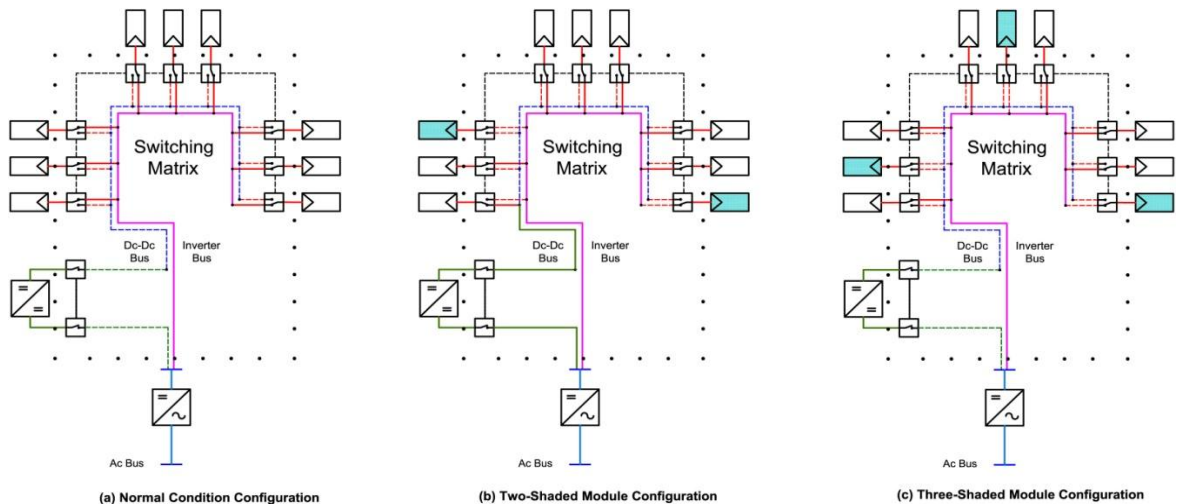 Switching
Matrix
Dc-Dc
Bus
Inverter
Bus
Ac Bus
(a) Normal Condition Configuration
Switching
Matrix
Dc-Dc
Bus
Inverter
Bus
Ac Bus
(b) Two-Shaded Module Configuration
Switching
Matrix
Dc-Dc
Bus
Inverter
Bus
Ac Bus
(c) Three-Shaded Module Configuration